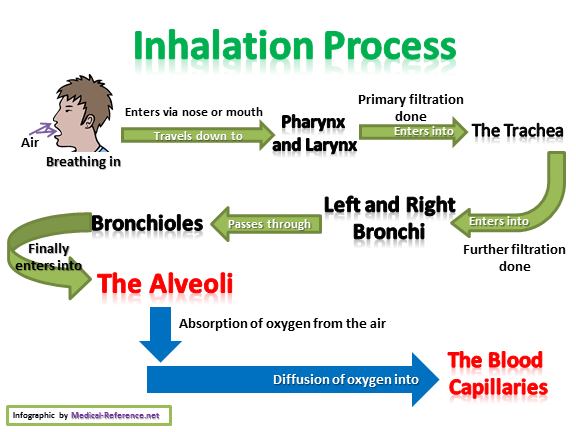 Inhalation Process
Air
Breathing in
Enters via nose or mouth
Travels down to
Pharynx
and Larynx
Primary filtration
done
Enters into
The Trachea
Enters into
Further filtration
done
Left and Right
Bronchi
Passes through
Bronchioles
Finally
enters into
The Alveoli
Absorption of oxygen from the air
Diffusion of oxygen into
The Blood
Capillaries
Infographic by Medical-Reference.net